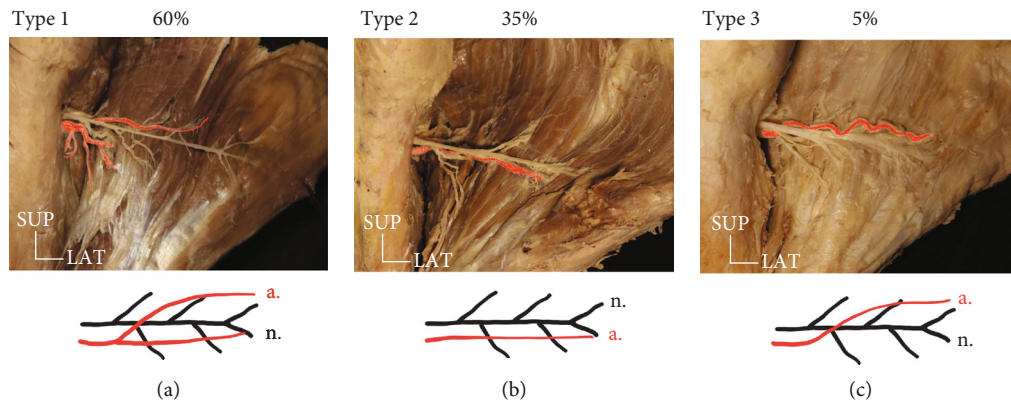 Type 1 60%
Type 2 35%
Type 3 5%
SUP
LAT
SUP
LAT
SUP
LAT
a.
n.
n.
a.
a.
n.
(a)
(b)
(c)